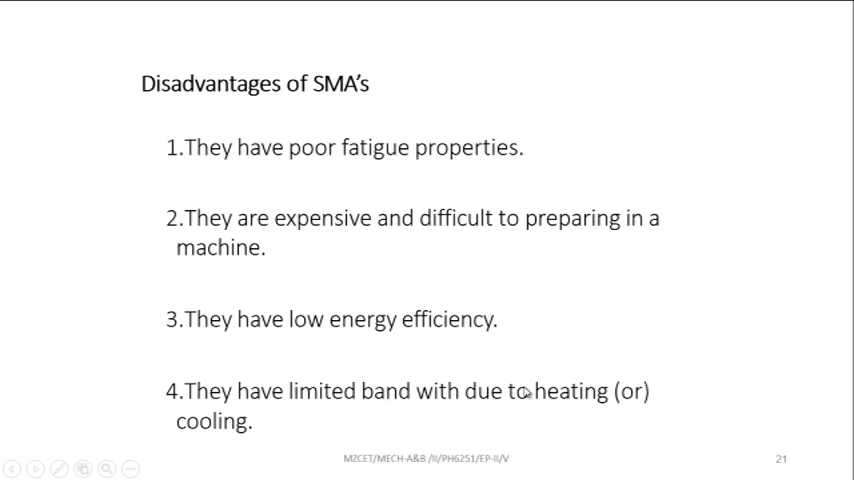 Disadvantages of SMA's
1.They have poor fatigue properties.
2.They are expensive and difficult to preparing in a
machine.
3.They have low energy efficiency.
4.They have limited band with due to heating (or)
cooling.
MZCET/MECH-A&B /II/PH6251/EP-II/V
21